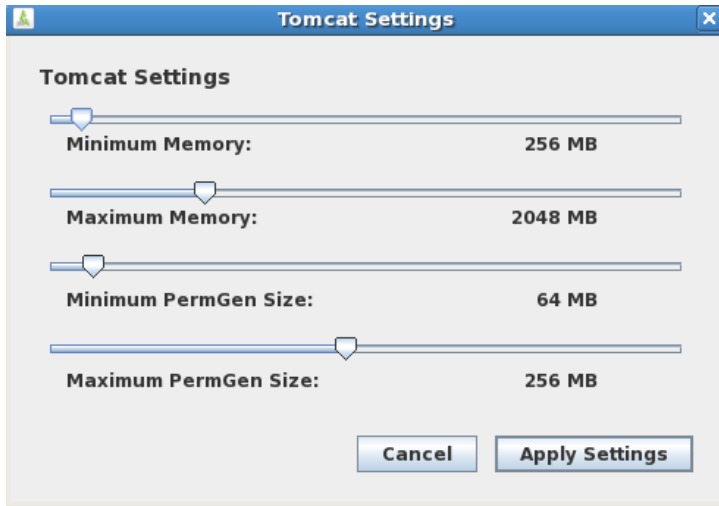 Tomcat Settings
Tomcat Settings
Minimum Memory: 256 MB
Maximum Memory: 2048 MB
Minimum PermGen Size: 64 MB
Maximum PermGen Size: 256 MB
Cancel Apply Settings